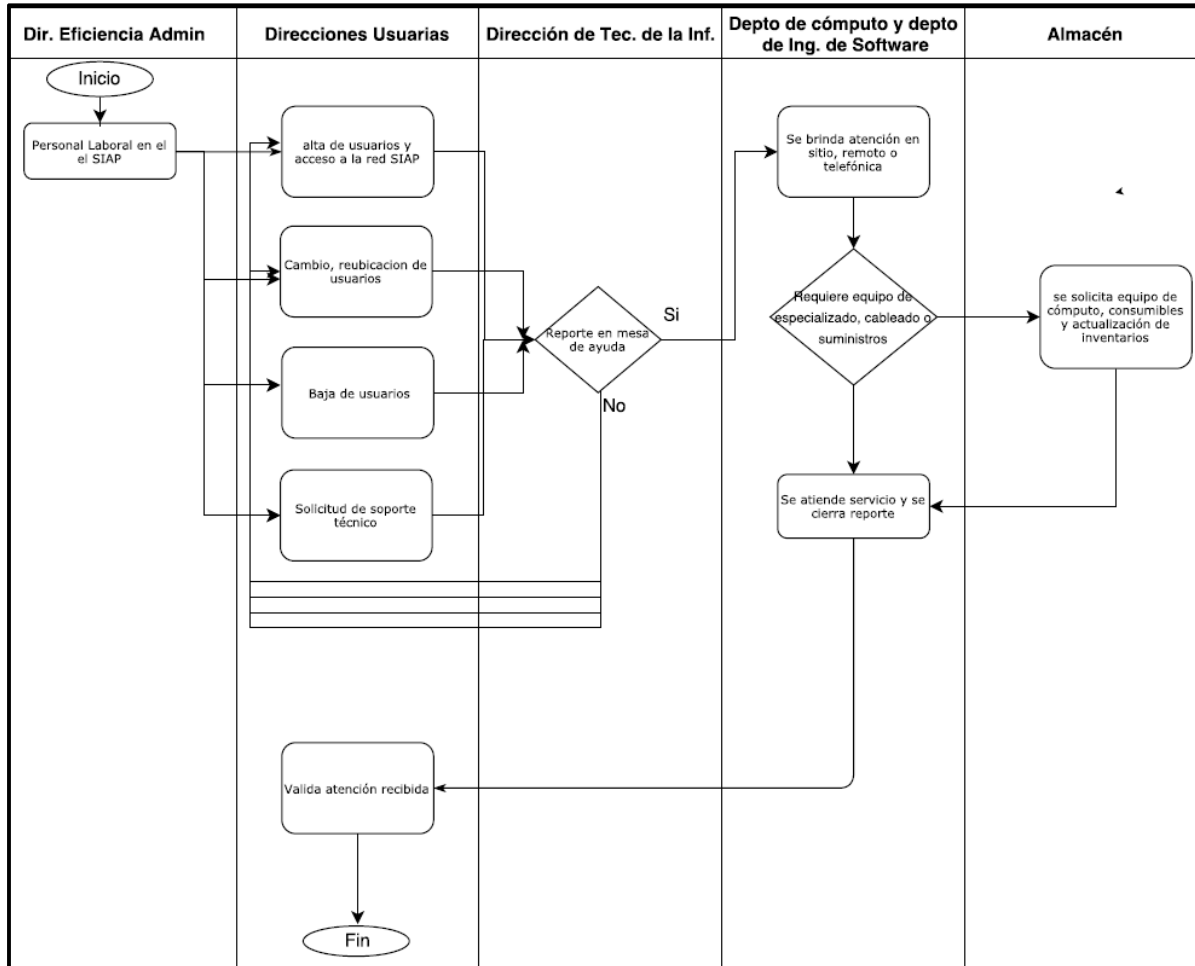 Dir. Eficiencia Admin
Direcciones Usuarias
Dirección de Tec. de la Inf.
Depto de cómputo y depto
de Ing. de Software
Almacén
Inicio
Personal Laboral en el
el SIAP
alta de usuarios y
acceso a la red SIAP
Cambio, reubicacion de
usuarios
Baja de usuarios
Solicitud de soporte
técnico
Reporte en mesa
de ayuda
Si
No
Se brinda atención en
sitio, remoto o
telefónica
Requiere equipo de
especializado, cableado o
suministros
se solicita equipo de
cómputo, consumibles
y actualización de
inventarios
Se atiende servicio y se
cierra reporte
Valida atención recibida
Fin